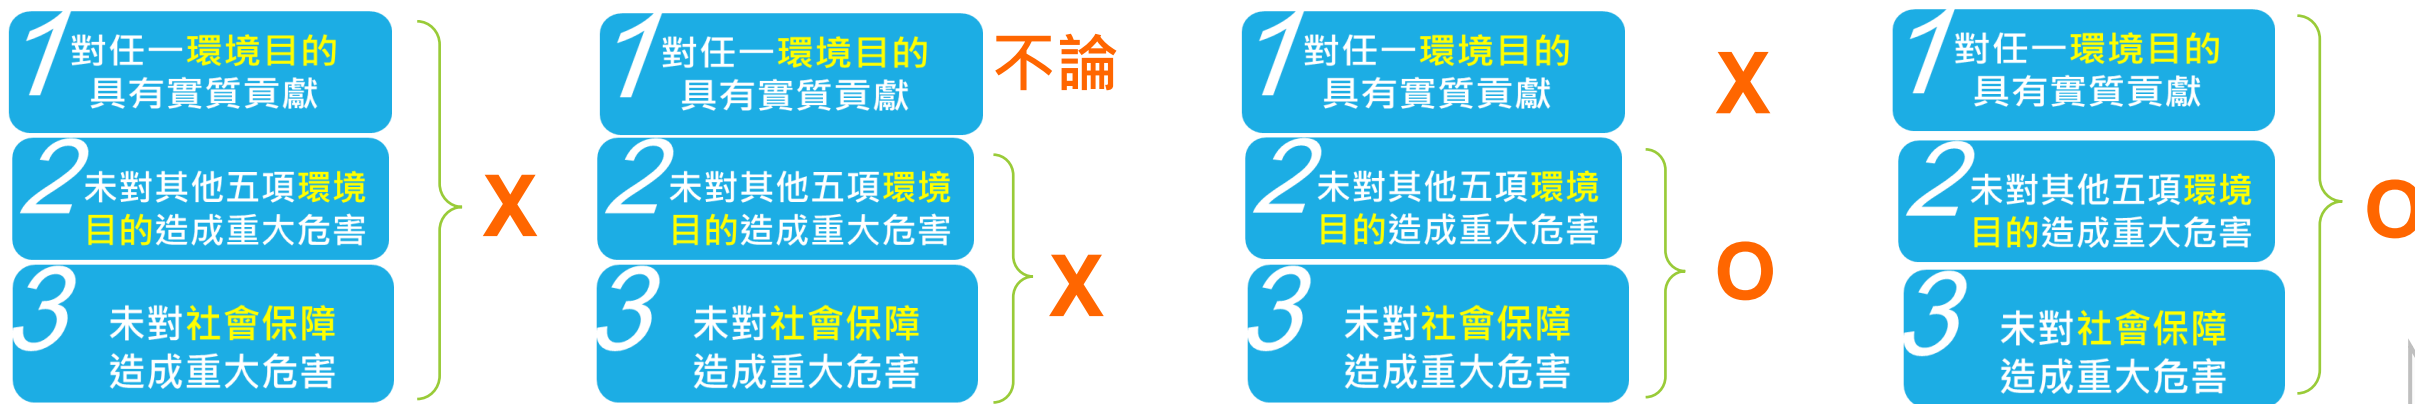 1
對任一環境目的
具有實質貢獻
2
未對其他五項環境
目的造成重大危害
3
未對社會保障
造成重大危害
X
1
對任一環境目的
具有實質貢獻
不論
2
未對其他五項環境
目的造成重大危害
3
未對社會保障
造成重大危害
X
1
對任一環境目的
具有實質貢獻
X
2
未對其他五項環境
目的造成重大危害
3
未對社會保障
造成重大危害
O
1
對任一環境目的
具有實質貢獻
2
未對其他五項環境
目的造成重大危害
3
未對社會保障
造成重大危害
O